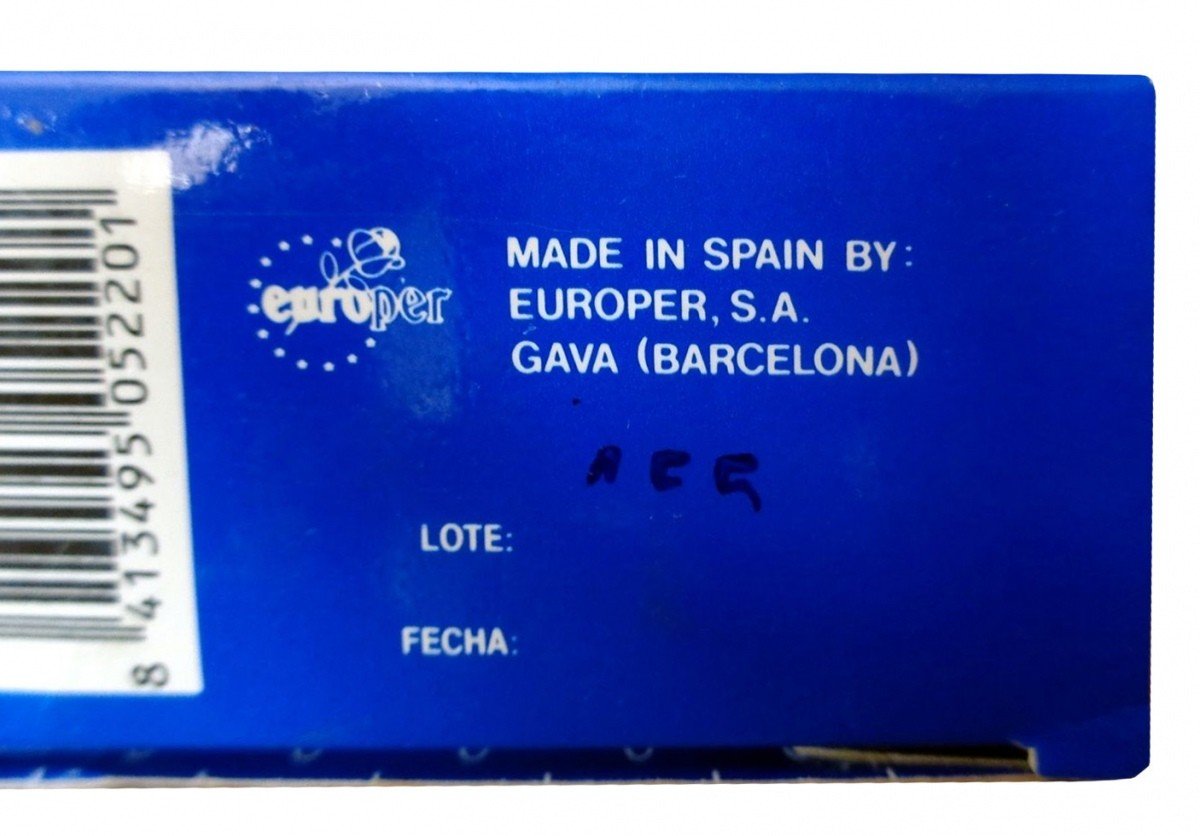 8 413495 052201
europer
MADE IN SPAIN BY:
EUROPER, S.A.
GAVA (BARCELONA)
LOTE:
FECHA: